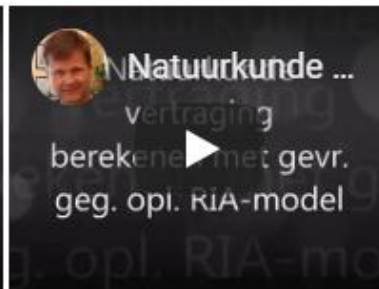 Natuurkunde ...
vertraging
berekenen met gevr.
geg. opl. RIA-model